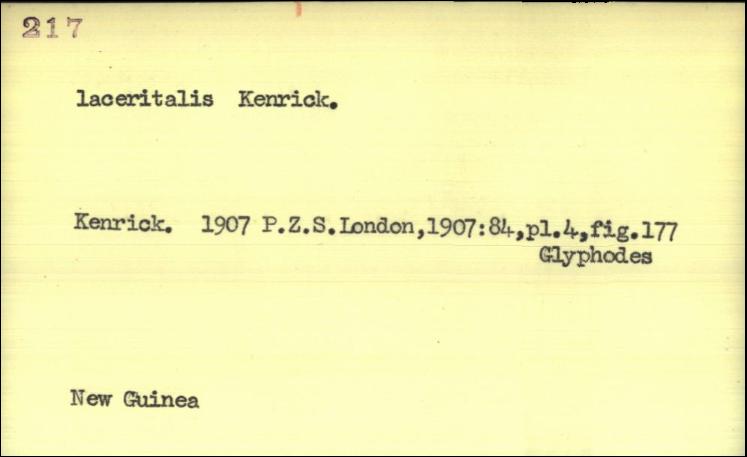 217
laceritalis Kenrick.
Kenrick. 1907 P.Z.S.London,1907:84,pl.4,fig.177
Glyphodes
New Guinea